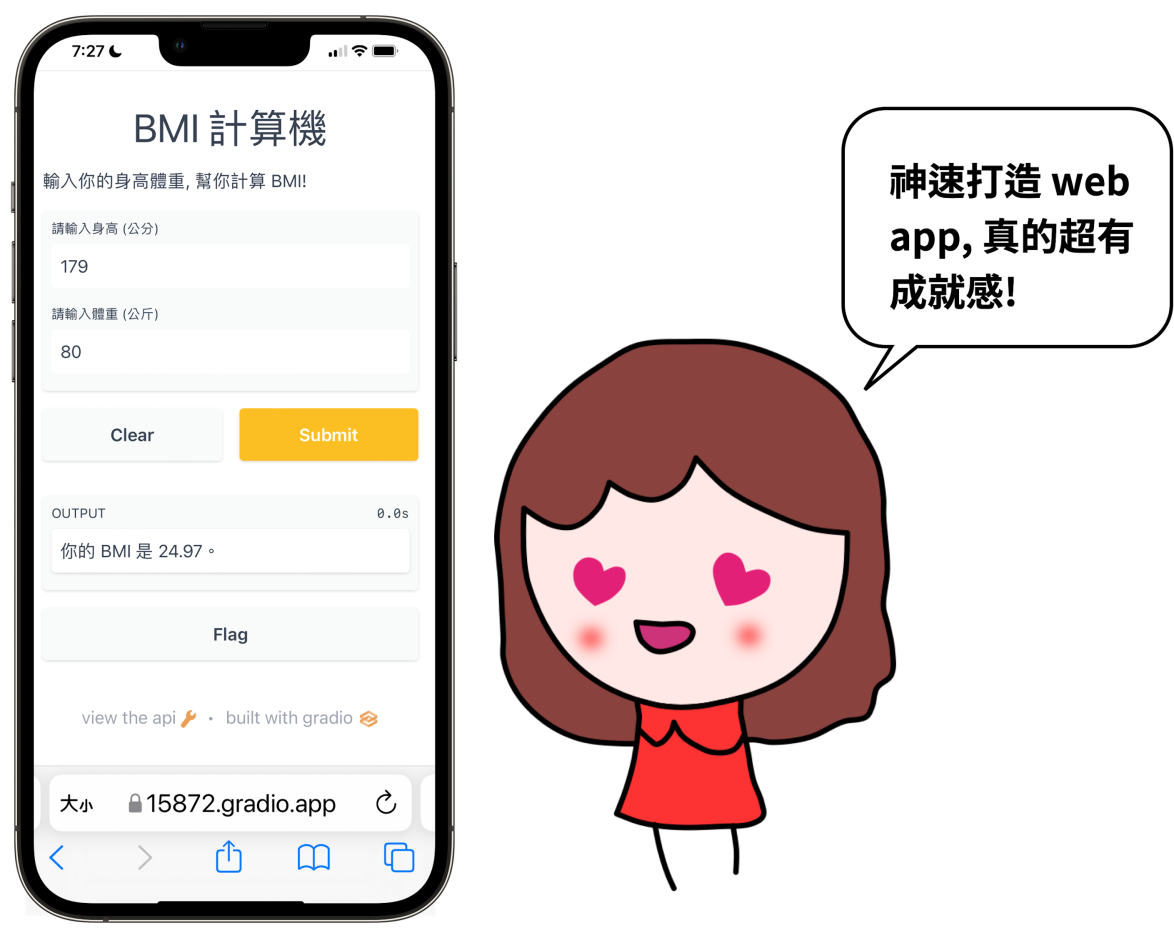 7:27
BMI 計算機
輸入你的身高體重, 幫你計算 BMI!
請輸入身高 (公分)
179
請輸入體重 (公斤)
80
Clear
Submit
OUTPUT
0.0s
你的 BMI 是 24.97。
Flag
view the api · built with gradio
大小
15872.gradio.app
神速打造 web
app, 真的超有
成就感!